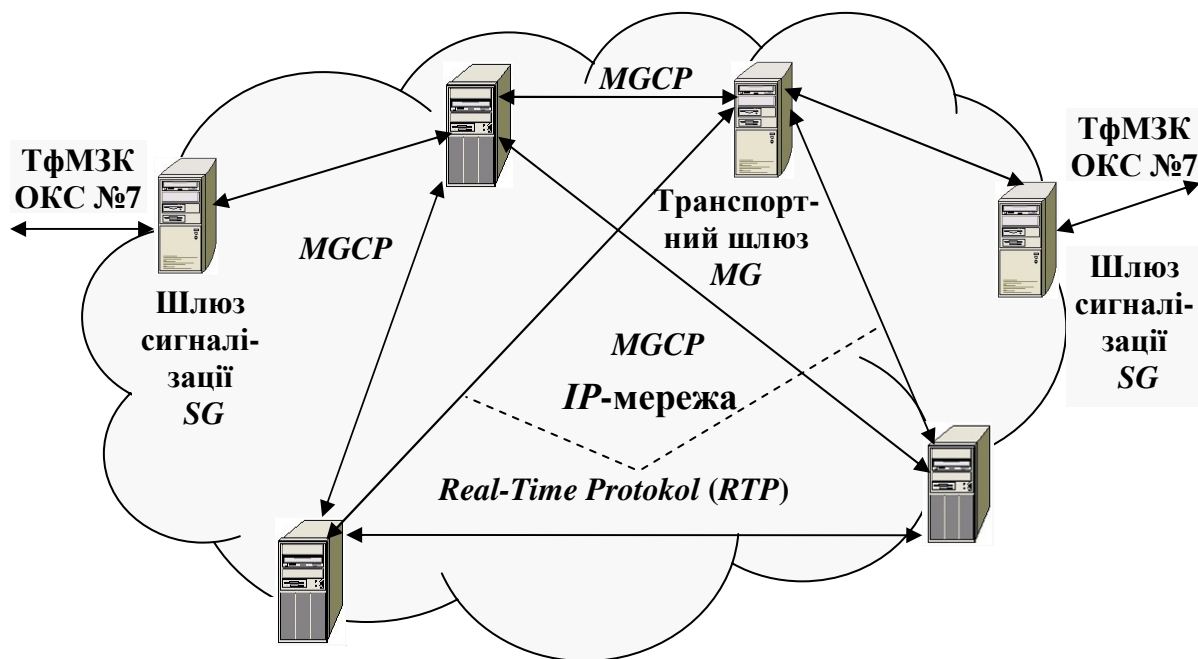 MGCP
ТфМЗК
ОКС №7
ТфМЗК
ОКС №7
Транспорт-
ний шлюз
MG
MGCP
Шлюз
сигналі-
зації
SG
Шлюз
сигналі-
зації
SG
MGCP
IP-мережа
Real-Time Protokol (RTP)